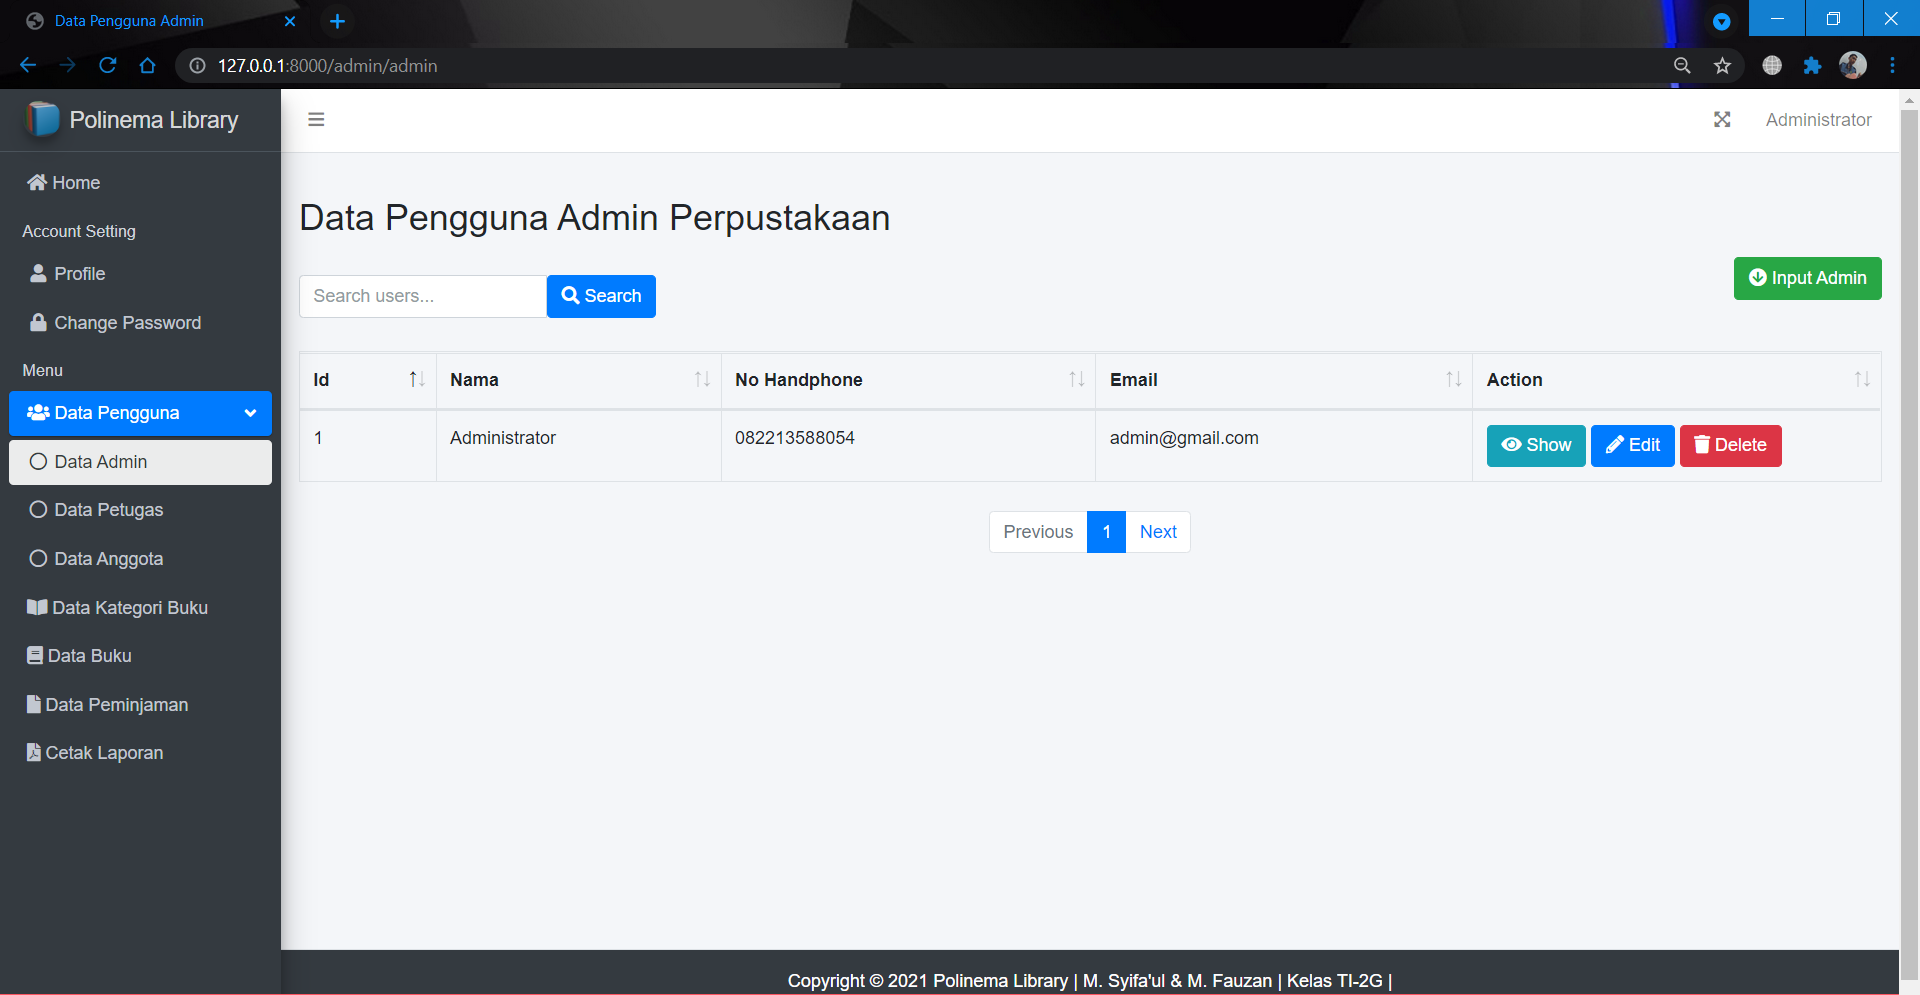 Data Pengguna Admin
127.0.0.1:8000/admin/admin
Polinema Library
Administrator
Home
Account Setting
Profile
Change Password
Menu
Data Pengguna
Data Admin
Data Petugas
Data Anggota
Data Kategori Buku
Data Buku
Data Peminjaman
Cetak Laporan
Data Pengguna Admin Perpustakaan
Search users... Search
Input Admin
Id Nama No Handphone Email Action
1 Administrator 082213588054 admin@gmail.com Show Edit Delete
Previous 1 Next
Copyright © 2021 Polinema Library | M. Syifa'ul & M. Fauzan | Kelas TI-2G |